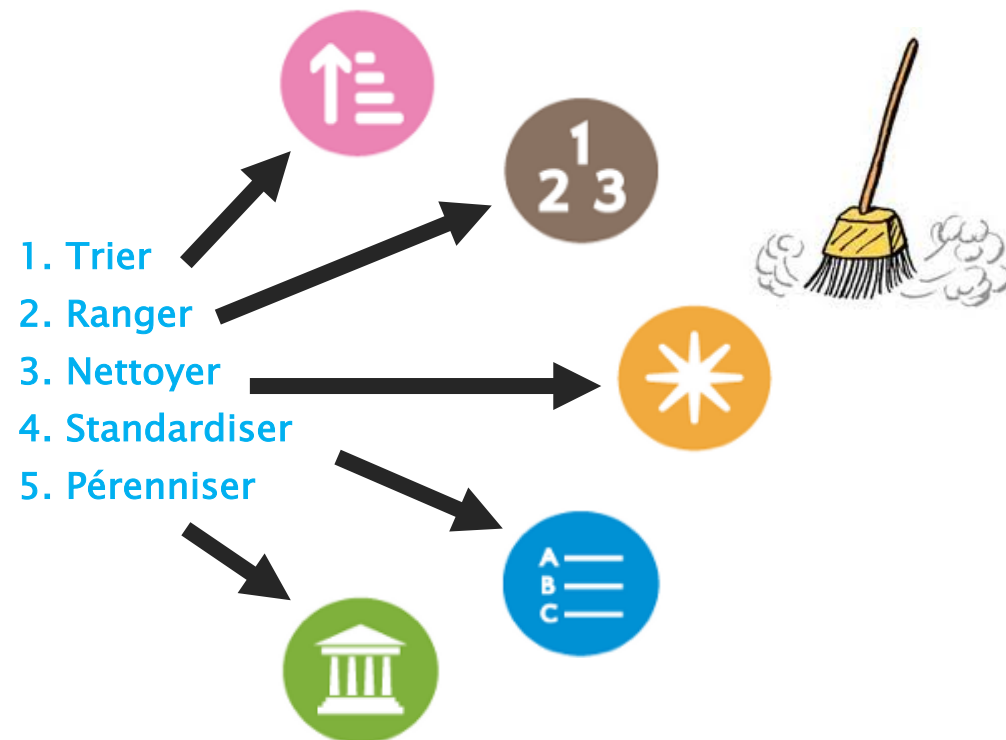 1
2 3
1. Trier
2. Ranger
3. Nettoyer
4. Standardiser
5. Pérenniser
A
B
C